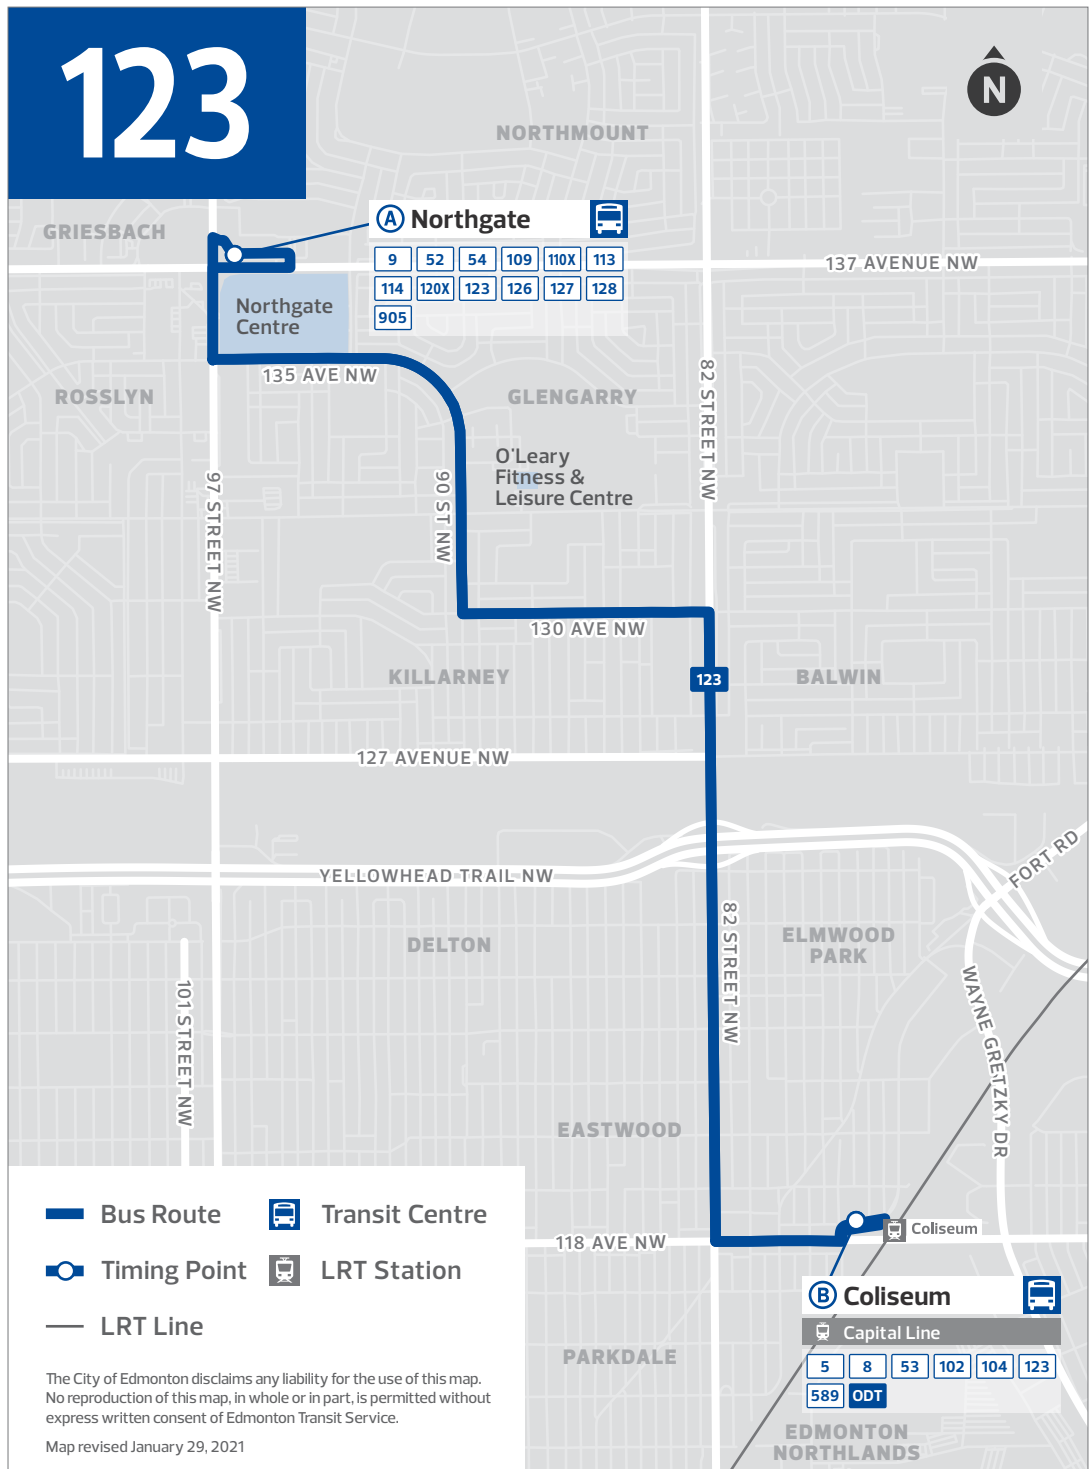 123
N
NORTHMOUNT
GRIESBACH
A Northgate
9 52 54 109 110X 113
114 120X 123 126 127 128
905
137 AVENUE NW
Northgate
Centre
135 AVE NW
ROSSLYN
GLENGARRY
82 STREET NW
O'Leary
Fitness &
Leisure Centre
97 STREET NW
90 ST NW
130 AVE NW
KILLARNEY
123
BALWIN
127 AVENUE NW
FORT RD
YELLOWHEAD TRAIL NW
DELTON
82 STREET NW
ELMWOOD
PARK
101 STREET NW
WAYNE GRETZKY DR
EASTWOOD
118 AVE NW
Coliseum
B Coliseum
Capital Line
5 8 53 102 104 123
589 ODT
PARKDALE
EDMONTON
NORTHLANDS
Bus Route
Transit Centre
Timing Point
LRT Station
LRT Line
The City of Edmonton disclaims any liability for the use of this map.
No reproduction of this map, in whole or in part, is permitted without
express written consent of Edmonton Transit Service.
Map revised January 29, 2021